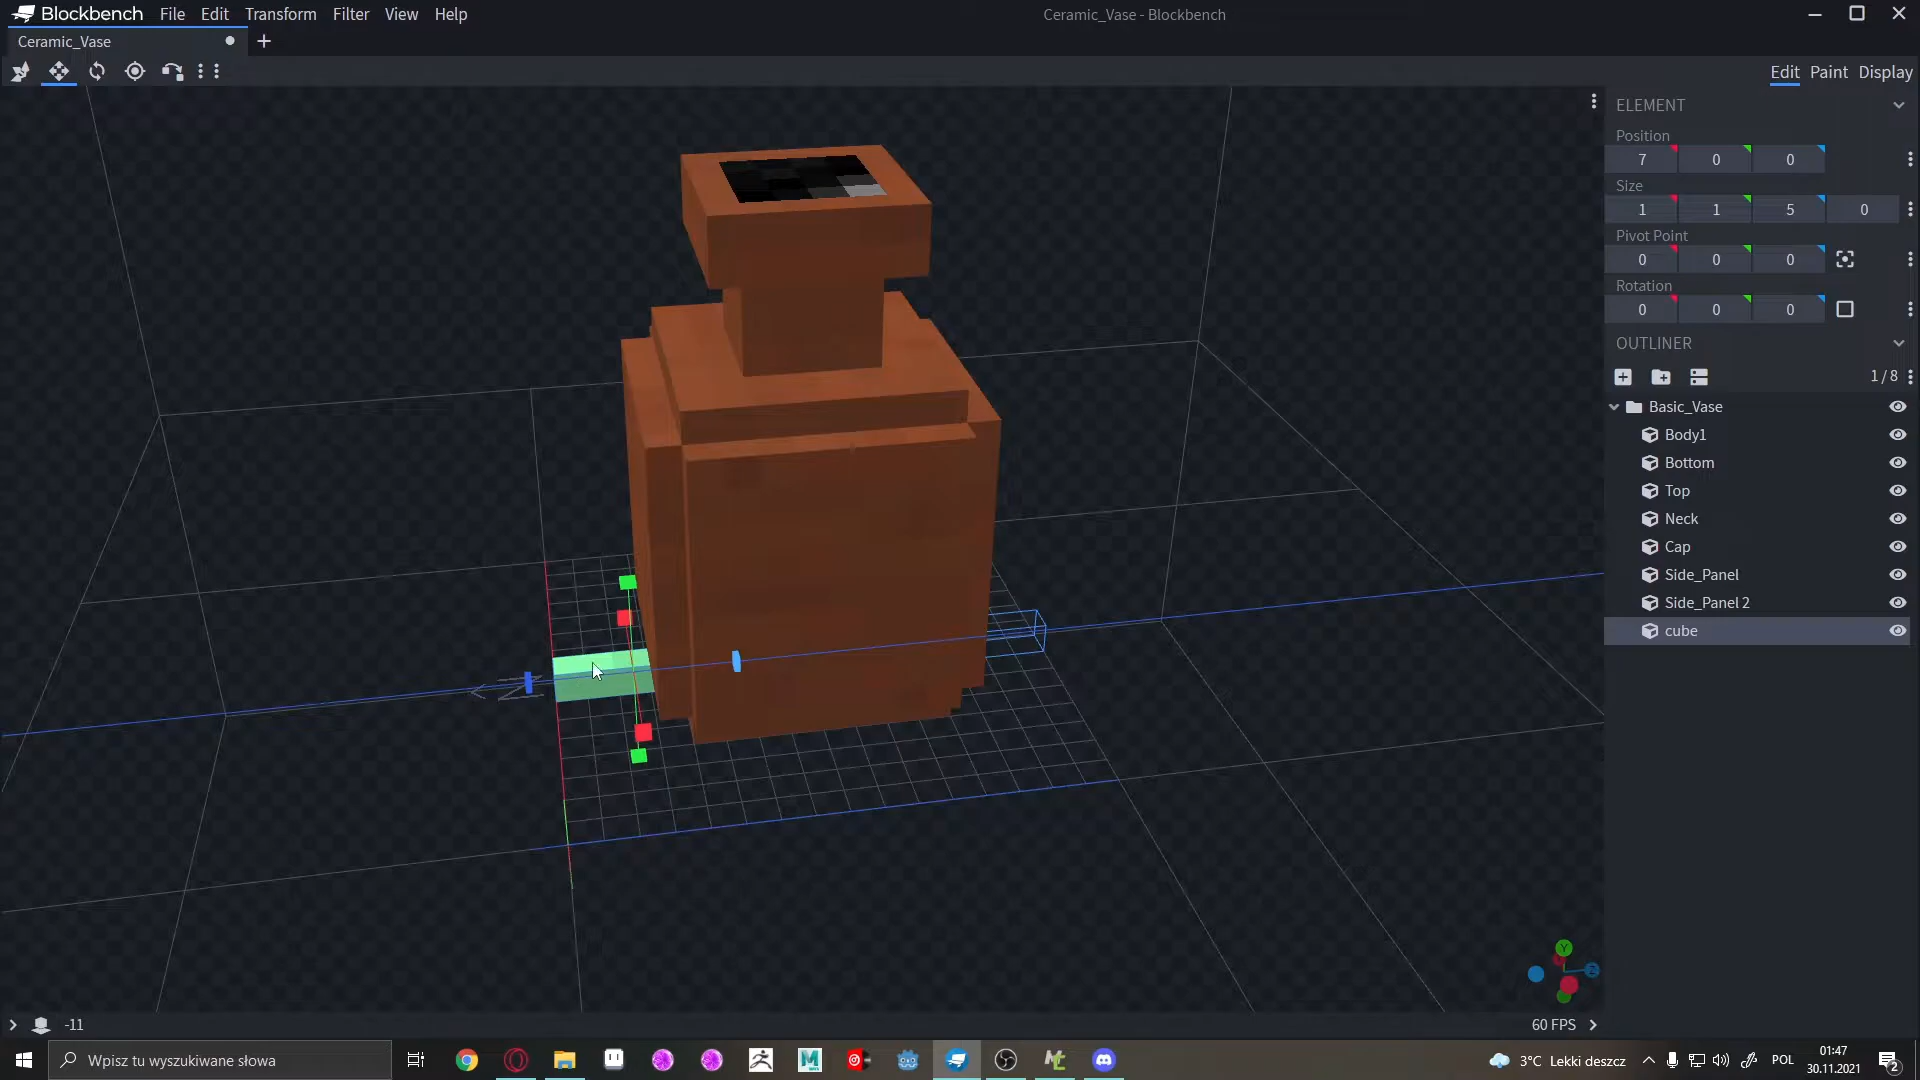 Blockbench File Edit Transform Filter View Help
Ceramic_Vase - Blockbench
Ceramic_Vase
Edit Paint Display
ELEMENT
Position
7 0 0
Size
1 1 5 0
Pivot Point
0 0 0
Rotation
0 0 0
OUTLINER
1 / 8
Basic_Vase
Body1
Bottom
Top
Neck
Cap
Side_Panel
Side_Panel 2
cube
N
Y
Z
-11
60 FPS
Wpisz tu wyszukiwane słowa
3°C Lekki deszcz
POL
01:47
30.11.2021
2